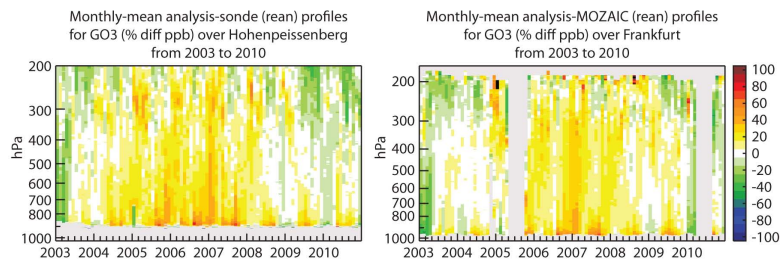 Monthly-mean analysis-sonde (rean) profiles
for GO3 (% diff ppb) over Hohenpeissenberg
from 2003 to 2010
hPa
200
300
400
500
600
700
800
1000
2003 2004 2005 2006 2007 2008 2009 2010
Monthly-mean analysis-MOZAIC (rean) profiles
for GO3 (% diff ppb) over Frankfurt
from 2003 to 2010
hPa
200
300
400
500
600
700
800
1000
2003 2004 2005 2006 2007 2008 2009 2010
100
80
60
40
20
0
-20
-40
-60
-80
-100